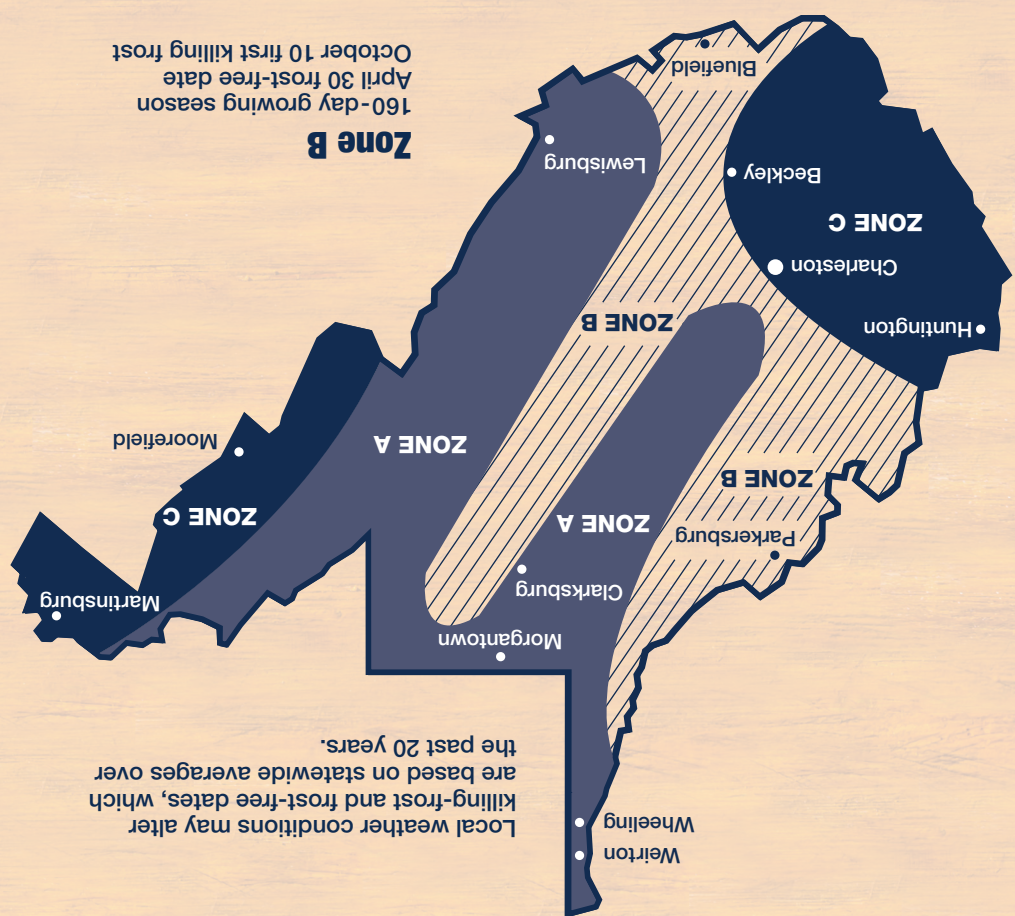 Weirton
Wheeling
Local weather conditions may alter
killing-frost and frost-free dates, which
are based on statewide averages over
the past 20 years.
Morgantown
Martinsburg
Clarksburg
Parkersburg
ZONE A
ZONE C
ZONE B
ZONE A
Moorefield
Huntington
ZONE B
Charleston
ZONE C
Beckley
Lewisburg
Bluefield
Zone B
160-day growing season
April 30 frost-free date
October 10 first killing frost